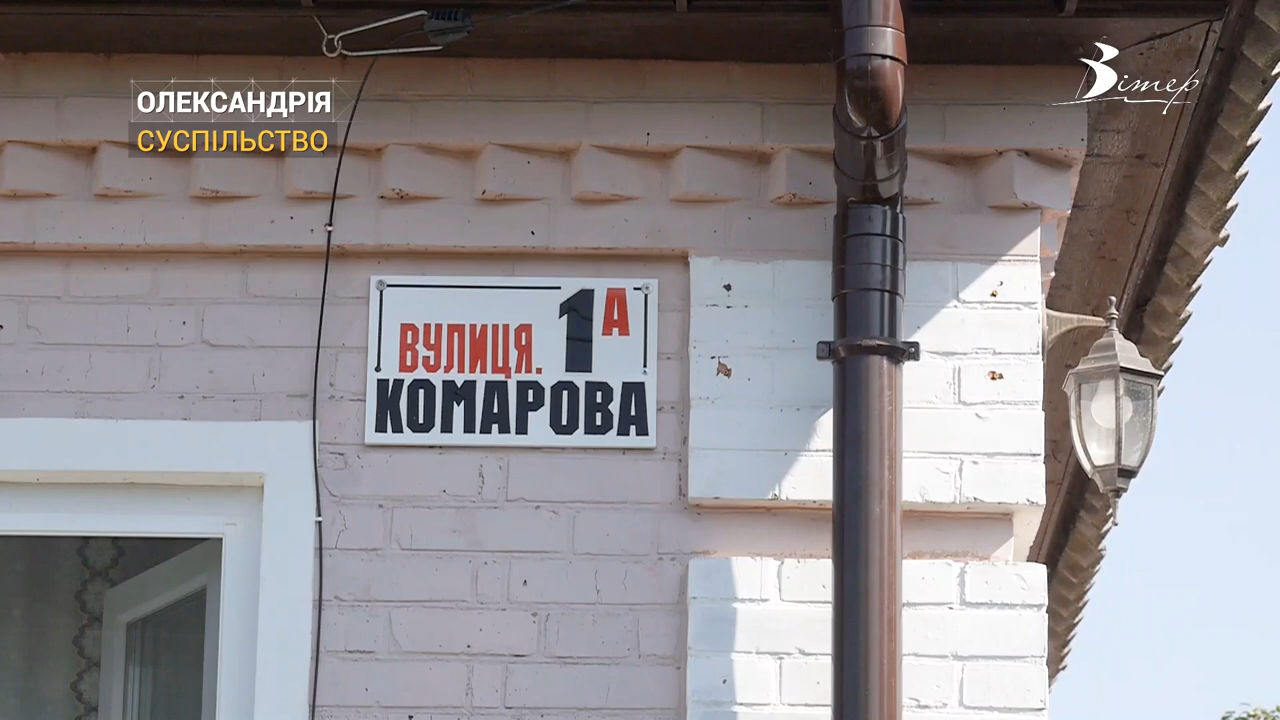 ОЛЕКСАНДРІЯ
СУСПІЛЬСТВО
Вітер
ВУЛИЦЯ. 1А
КОМАРОВА